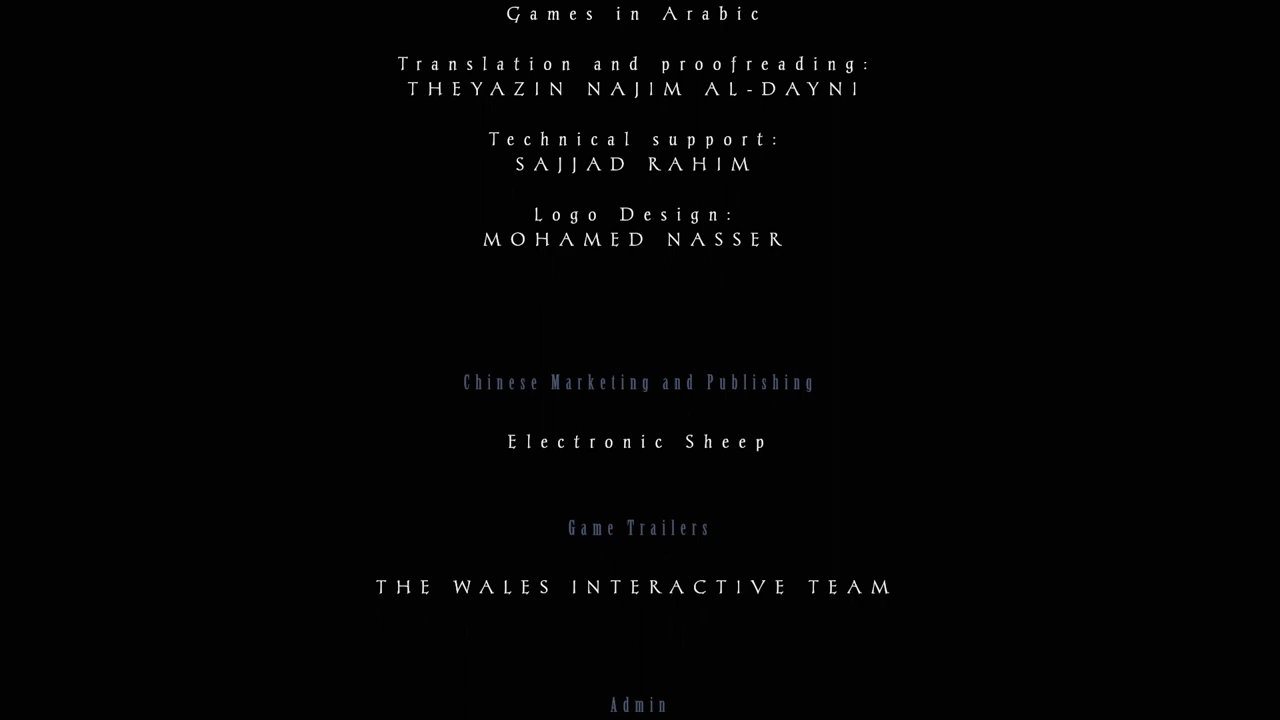 Games in Arabic
Translation and proofreading:
THEYAZIN NAJIM AL-DAYNI
Technical support:
SAJJAD RAHIM
Logo Design:
MOHAMED NASSER
Chinese Marketing and Publishing
Electronic Sheep
Game Trailers
THE WALES INTERACTIVE TEAM
Admin